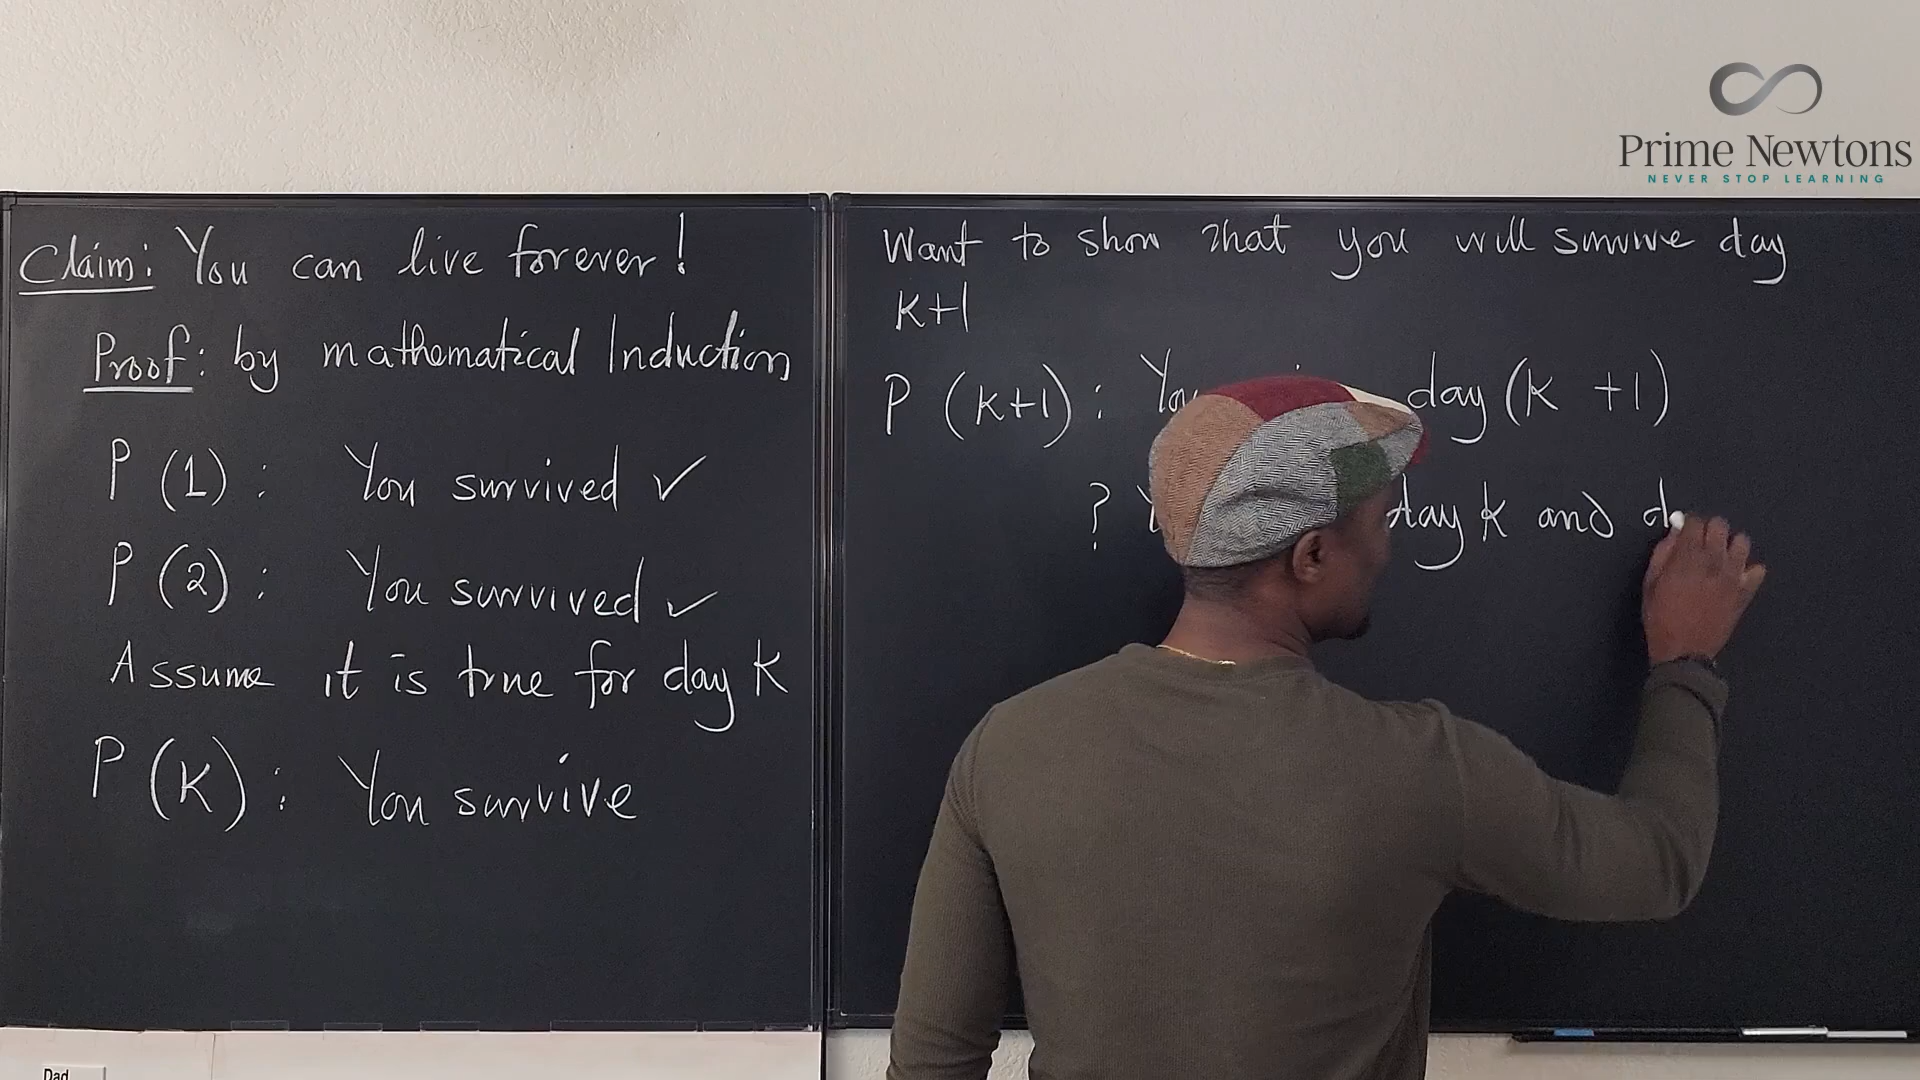 Prime Newtons
NEVER STOP LEARNING
Claim: You can live forever!
Proof: by mathematical Induction
P (1) : You survived ✓
P (2) : You survived ✓
Assume it is true for day K
P (K) : You survive
Want to show that you will survive day
K+1
P (K+1) : You day (K +1)
? day K and d
Dad